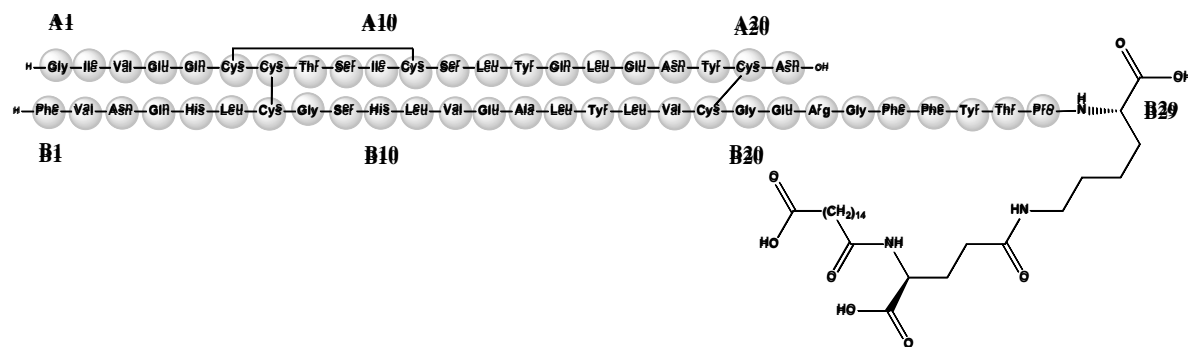 A1 A10 A20
H Gly Ile Val Glu Gln Cys Cys Thr Ser Ile Cys Ser Leu Tyr Gln Leu Glu Asn Tyr Cys Asn OH
O
OH
H Phe Val Asn Gln His Leu Cys Gly Ser His Leu Val Glu Ala Leu Tyr Leu Val Cys Gly Glu Arg Gly Phe Phe Tyr Thr Pro H N B29
B1 B10 B20
O
(CH2)14
HO
HN
O
NH
O
HO
O